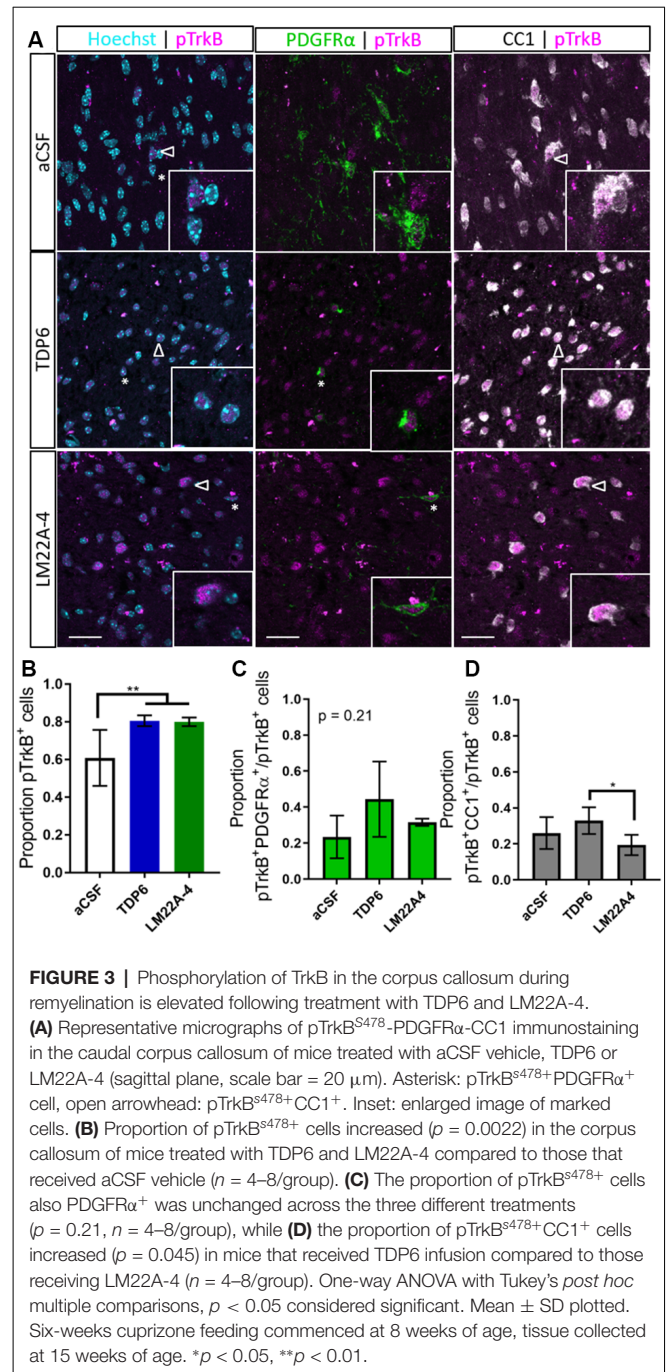 A
Hoechst | pTrkB
PDGFRα | pTrkB
CC1 | pTrkB
aCSF
*
TDP6
*
*
LM22A-4
*
*
B
Proportion pTrkB+ cells
1.0
0.8
0.6
0.4
0.2
0.0
**
aCSF
TDP6
LM22A-4
C
Proportion
pTrkB+PDGFRα+/pTrkB+ cells
1.0
0.8
0.6
0.4
0.2
0.0
p = 0.21
aCSF
TDP6
LM22A4
D
Proportion
pTrkB+CC1+/pTrkB+ cells
1.0
0.8
0.6
0.4
0.2
0.0
*
aCSF
TDP6
LM22A4
FIGURE 3 | Phosphorylation of TrkB in the corpus callosum during
remyelination is elevated following treatment with TDP6 and LM22A-4.
(A) Representative micrographs of pTrkBS478-PDGFRα-CC1 immunostaining
in the caudal corpus callosum of mice treated with aCSF vehicle, TDP6 or
LM22A-4 (sagittal plane, scale bar = 20 μm). Asterisk: pTrkBs478+PDGFRα+
cell, open arrowhead: pTrkBs478+CC1+. Inset: enlarged image of marked
cells. (B) Proportion of pTrkBs478+ cells increased (p = 0.0022) in the corpus
callosum of mice treated with TDP6 and LM22A-4 compared to those that
received aCSF vehicle (n = 4–8/group). (C) The proportion of pTrkBs478+ cells
also PDGFRα+ was unchanged across the three different treatments
(p = 0.21, n = 4–8/group), while (D) the proportion of pTrkBs478+CC1+ cells
increased (p = 0.045) in mice that received TDP6 infusion compared to those
receiving LM22A-4 (n = 4–8/group). One-way ANOVA with Tukey's post hoc
multiple comparisons, p < 0.05 considered significant. Mean ± SD plotted.
Six-weeks cuprizone feeding commenced at 8 weeks of age, tissue collected
at 15 weeks of age. *p < 0.05, **p < 0.01.